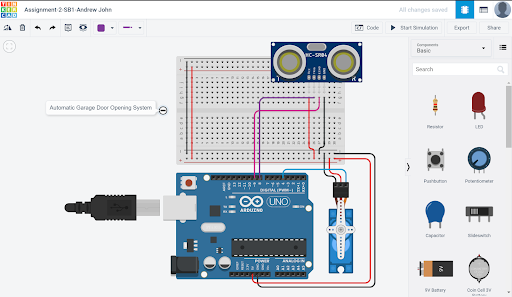 TIN
KER
CAD
Assignment-2-SB1-Andrew John
All changes saved
Code
Start Simulation
Export
Share
Components
Basic
Search
Automatic Garage Door Opening System
HC-SR04
DIGITAL (PWM~)
ARDUINO
UNO
POWER
ANALOG IN
Resistor
LED
Pushbutton
Potentiometer
Capacitor
Slideswitch
9V Battery
Coin Cell 3V